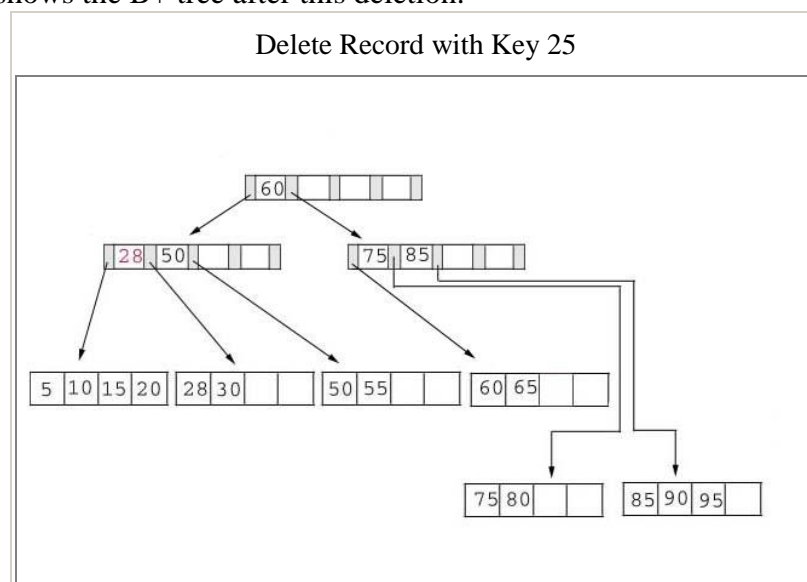 shows the B+ tree after this deletion.
Delete Record with Key 25
60
28 50
75 85
5 10 15 20
28 30
50 55
60 65
75 80
85 90 95